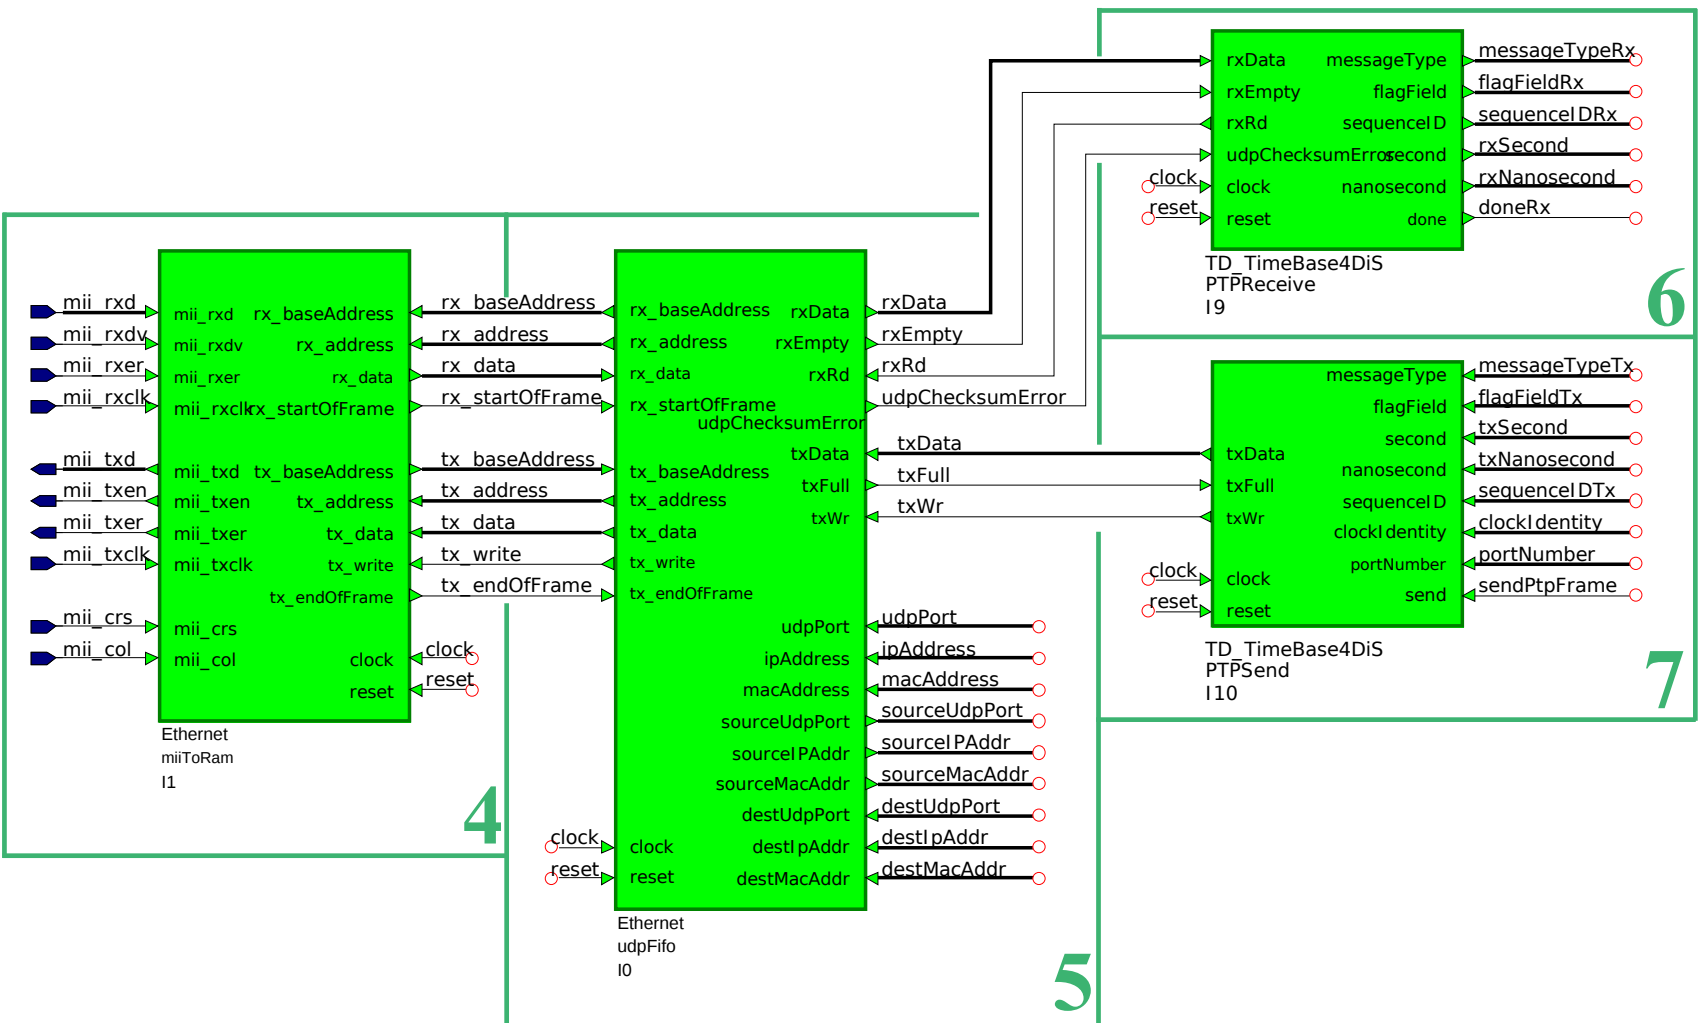 mii_rxd
mii_rxdv
mii_rxer
mii_rxclk
mii_txd
mii_txen
mii_txer
mii_txclk
mii_crs
mii_col
mii_rxd rx_baseAddress
mii_rxdv rx_address
mii_rxer rx_data
mii_rxclk rx_startOfFrame
mii_txd tx_baseAddress
mii_txen tx_address
mii_txer tx_data
mii_txclk tx_write
tx_endOfFrame
mii_crs
mii_col clock
reset
clock
reset
Ethernet
miiToRam
I1
4
rx_baseAddress
rx_address
rx_data
rx_startOfFrame
tx_baseAddress
tx_address
tx_data
tx_write
tx_endOfFrame
clock
reset
rx_baseAddress rxData
rx_address rxEmpty
rx_data rxRd
rx_startOfFrame
udpChecksumError
txData
tx_baseAddress txFull
tx_address txWr
tx_data
tx_write
tx_endOfFrame
udpPort
ipAddress
macAddress
sourceUdpPort
sourceIPAddr
sourceMacAddr
destUdpPort
clock destIpAddr
reset destMacAddr
Ethernet
udpFifo
I0
5
rxData
rxEmpty
rxRd
udpChecksumError
txData
txFull
txWr
udpPort
ipAddress
macAddress
sourceUdpPort
sourceIPAddr
sourceMacAddr
destUdpPort
destIpAddr
destMacAddr
clock
reset
rxData messageType
rxEmpty flagField
rxRd sequenceID
udpChecksumError second
clock nanosecond
reset done
messageTypeRx
flagFieldRx
sequenceIDRx
rxSecond
rxNanosecond
doneRx
TD_TimeBase4DiS
PTPReceive
I9
6
clock
reset
messageType
flagField
second
txData nanosecond
txFull sequenceID
txWr clockIdentity
portNumber
clock send
reset
messageTypeTx
flagFieldTx
txSecond
txNanosecond
sequenceIDTx
clockIdentity
portNumber
sendPtpFrame
TD_TimeBase4DiS
PTPSend
I10
7